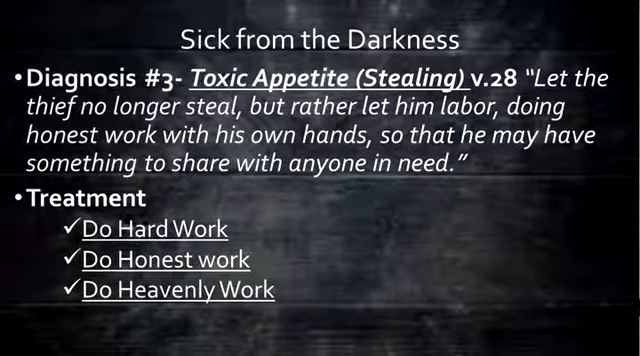 Sick from the Darkness
•Diagnosis #3- Toxic Appetite (Stealing) v.28 “Let the
thief no longer steal, but rather let him labor, doing
honest work with his own hands, so that he may have
something to share with anyone in need.”
•Treatment
✓Do Hard Work
✓Do Honest work
✓Do Heavenly Work